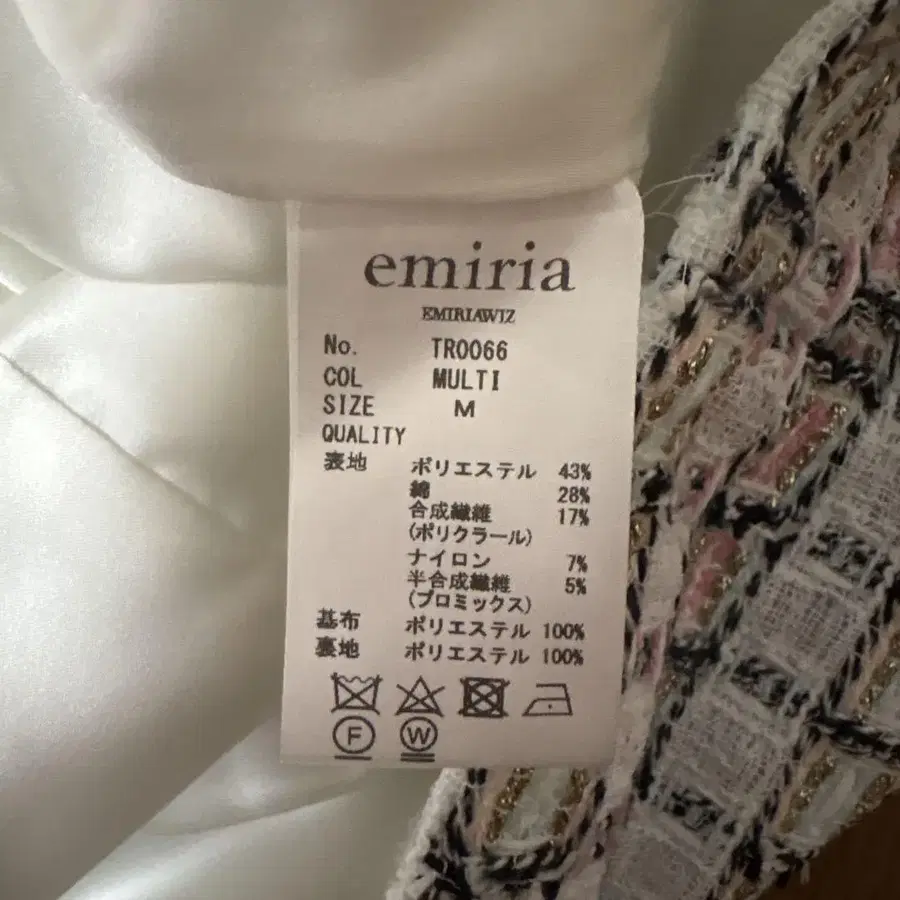 emiria
EMIRIAWIZ
No. TR0066
COL MULTI
SIZE M
QUALITY
表地 ポリエステル 43%
綿 28%
合成繊維 17%
(ポリクラール)
ナイロン 7%
半合成繊維 5%
(プロミックス)
基布 ポリエステル 100%
裏地 ポリエステル 100%
F W